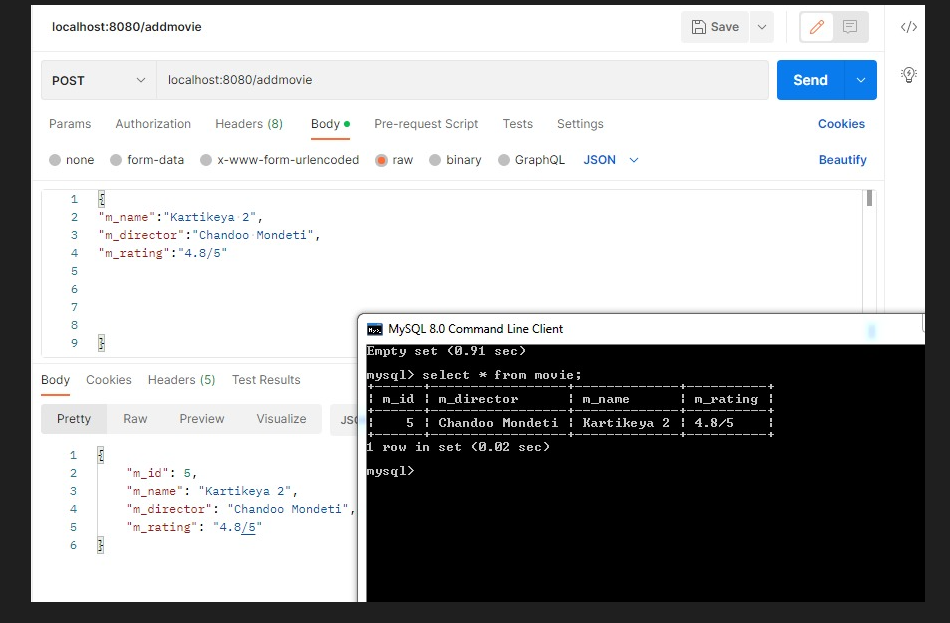 localhost:8080/addmovie
Save
POST localhost:8080/addmovie Send
Params Authorization Headers (8) Body Pre-request Script Tests Settings Cookies
none form-data x-www-form-urlencoded raw binary GraphQL JSON Beautify
1 {
2 "m_name":"Kartikeya 2",
3 "m_director":"Chandoo Mondeti",
4 "m_rating":"4.8/5"
5
6
7
8
9 }
Body Cookies Headers (5) Test Results
Pretty Raw Preview Visualize
1 {
2 "m_id": 5,
3 "m_name": "Kartikeya 2",
4 "m_director": "Chandoo Mondeti",
5 "m_rating": "4.8/5"
6 }
MySQL 8.0 Command Line Client
Empty set (0.91 sec)
mysql> select * from movie;
+------+-----------------+-------------+----------+
| m_id | m_director | m_name | m_rating |
+------+-----------------+-------------+----------+
| 5 | Chandoo Mondeti | Kartikeya 2 | 4.8/5 |
+------+-----------------+-------------+----------+
1 row in set (0.02 sec)
mysql>